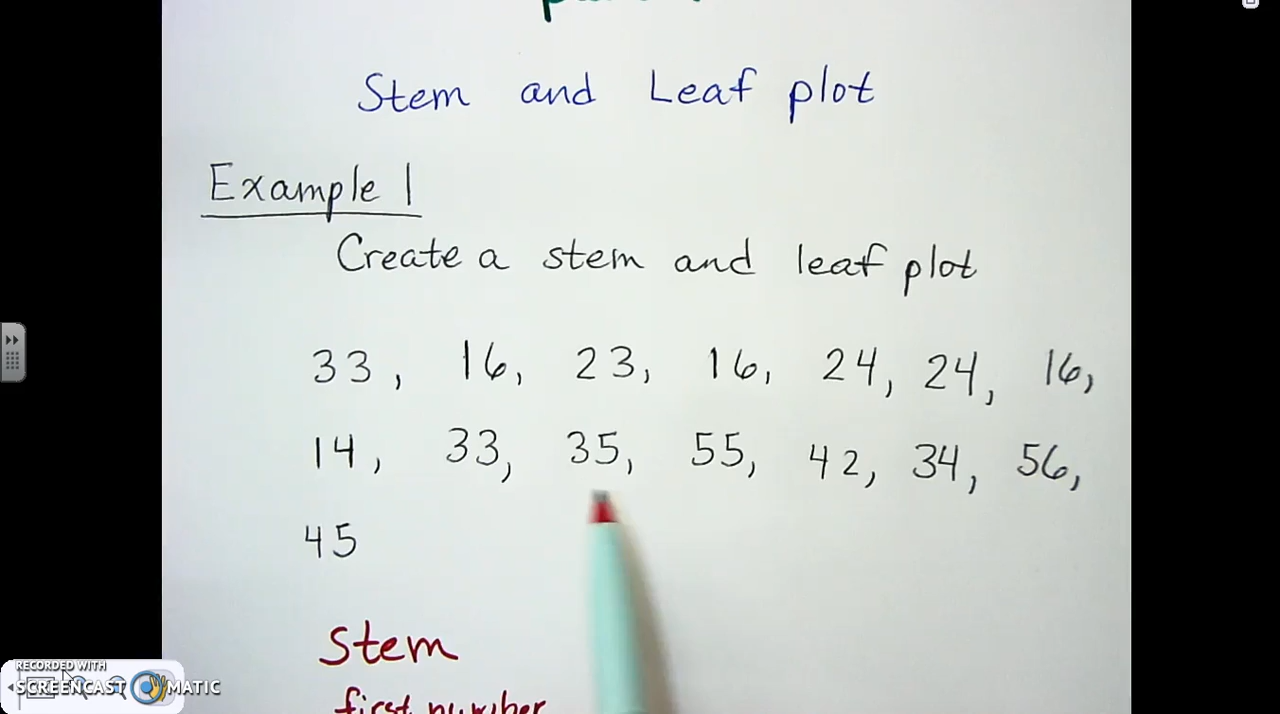 Stem and Leaf plot
Example 1
Create a stem and leaf plot
33, 16, 23, 16, 24, 24, 16,
14, 33, 35, 55, 42, 34, 56,
45
Stem
first number
RECORDED WITH
SCREENCAST MATIC